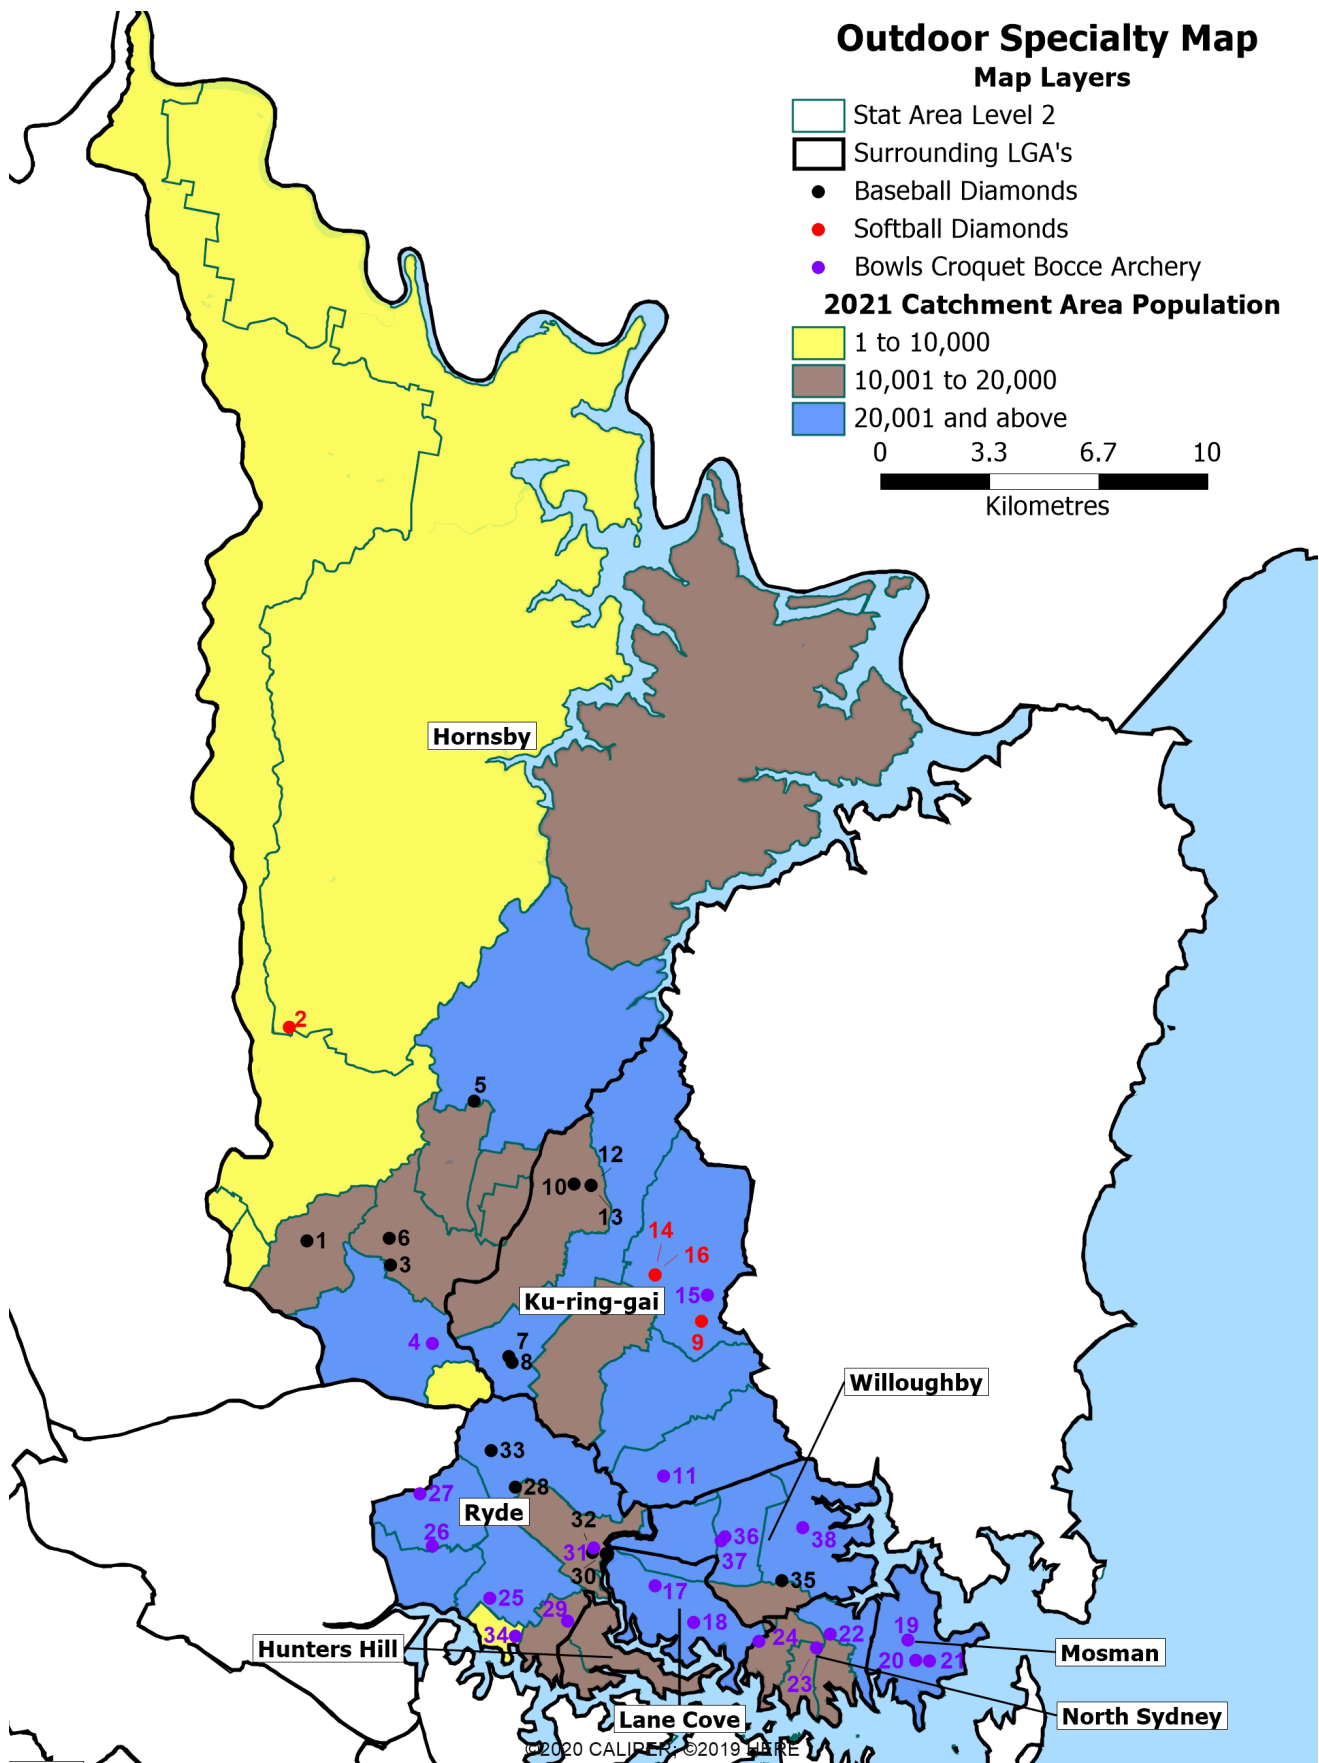 Outdoor Specialty Map
Map Layers
Stat Area Level 2
Surrounding LGA's
Baseball Diamonds
Softball Diamonds
Bowls Croquet Bocce Archery
2021 Catchment Area Population
1 to 10,000
10,001 to 20,000
20,001 and above
0 3.3 6.7 10
Kilometres
Hornsby
2
5
12
10
13
1
6
3
14
16
15
Ku-ring-gai
9
4
7
8
Willoughby
33
11
28
27
Ryde
32
26
36
38
31
37
30
35
17
25
29
18
19
34
24
22
Hunters Hill
Mosman
20
21
23
Lane Cove
North Sydney
©2020 CALIPER; ©2019 HERE